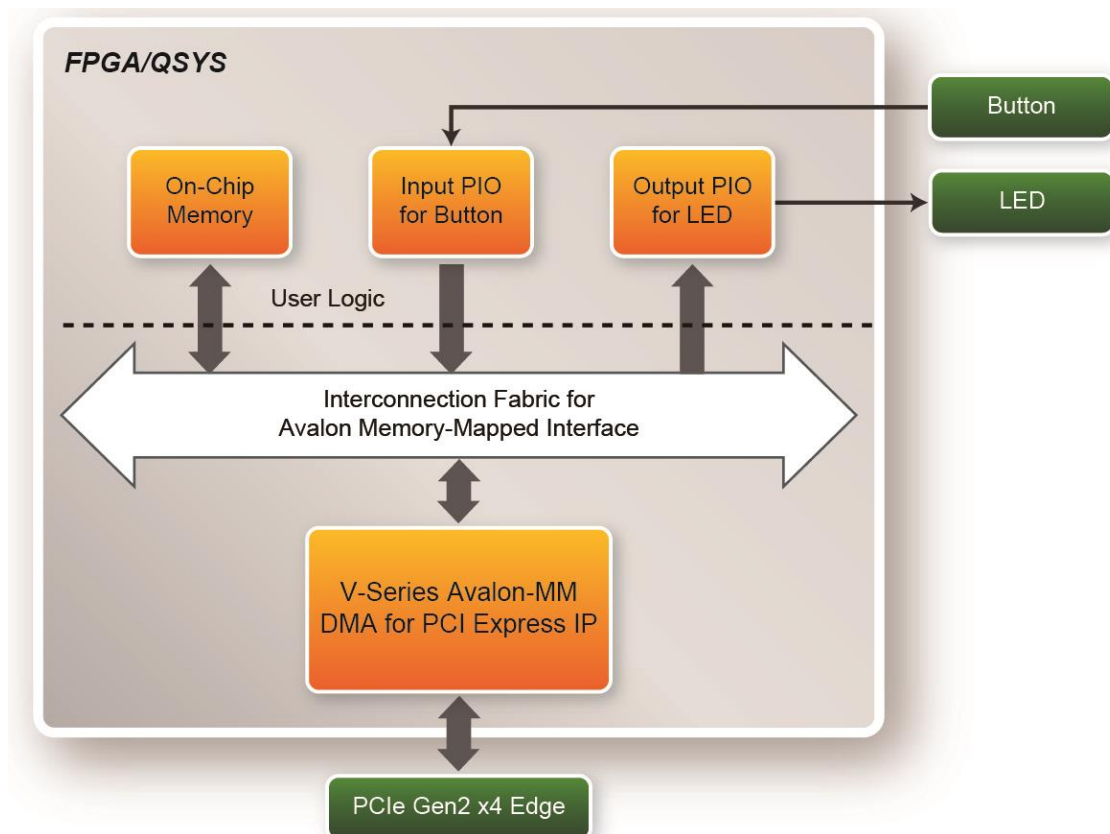 FPGA/QSYS
Button
On-Chip
Memory
Input PIO
for Button
Output PIO
for LED
LED
User Logic
Interconnection Fabric for
Avalon Memory-Mapped Interface
V-Series Avalon-MM
DMA for PCI Express IP
PCIe Gen2 x4 Edge